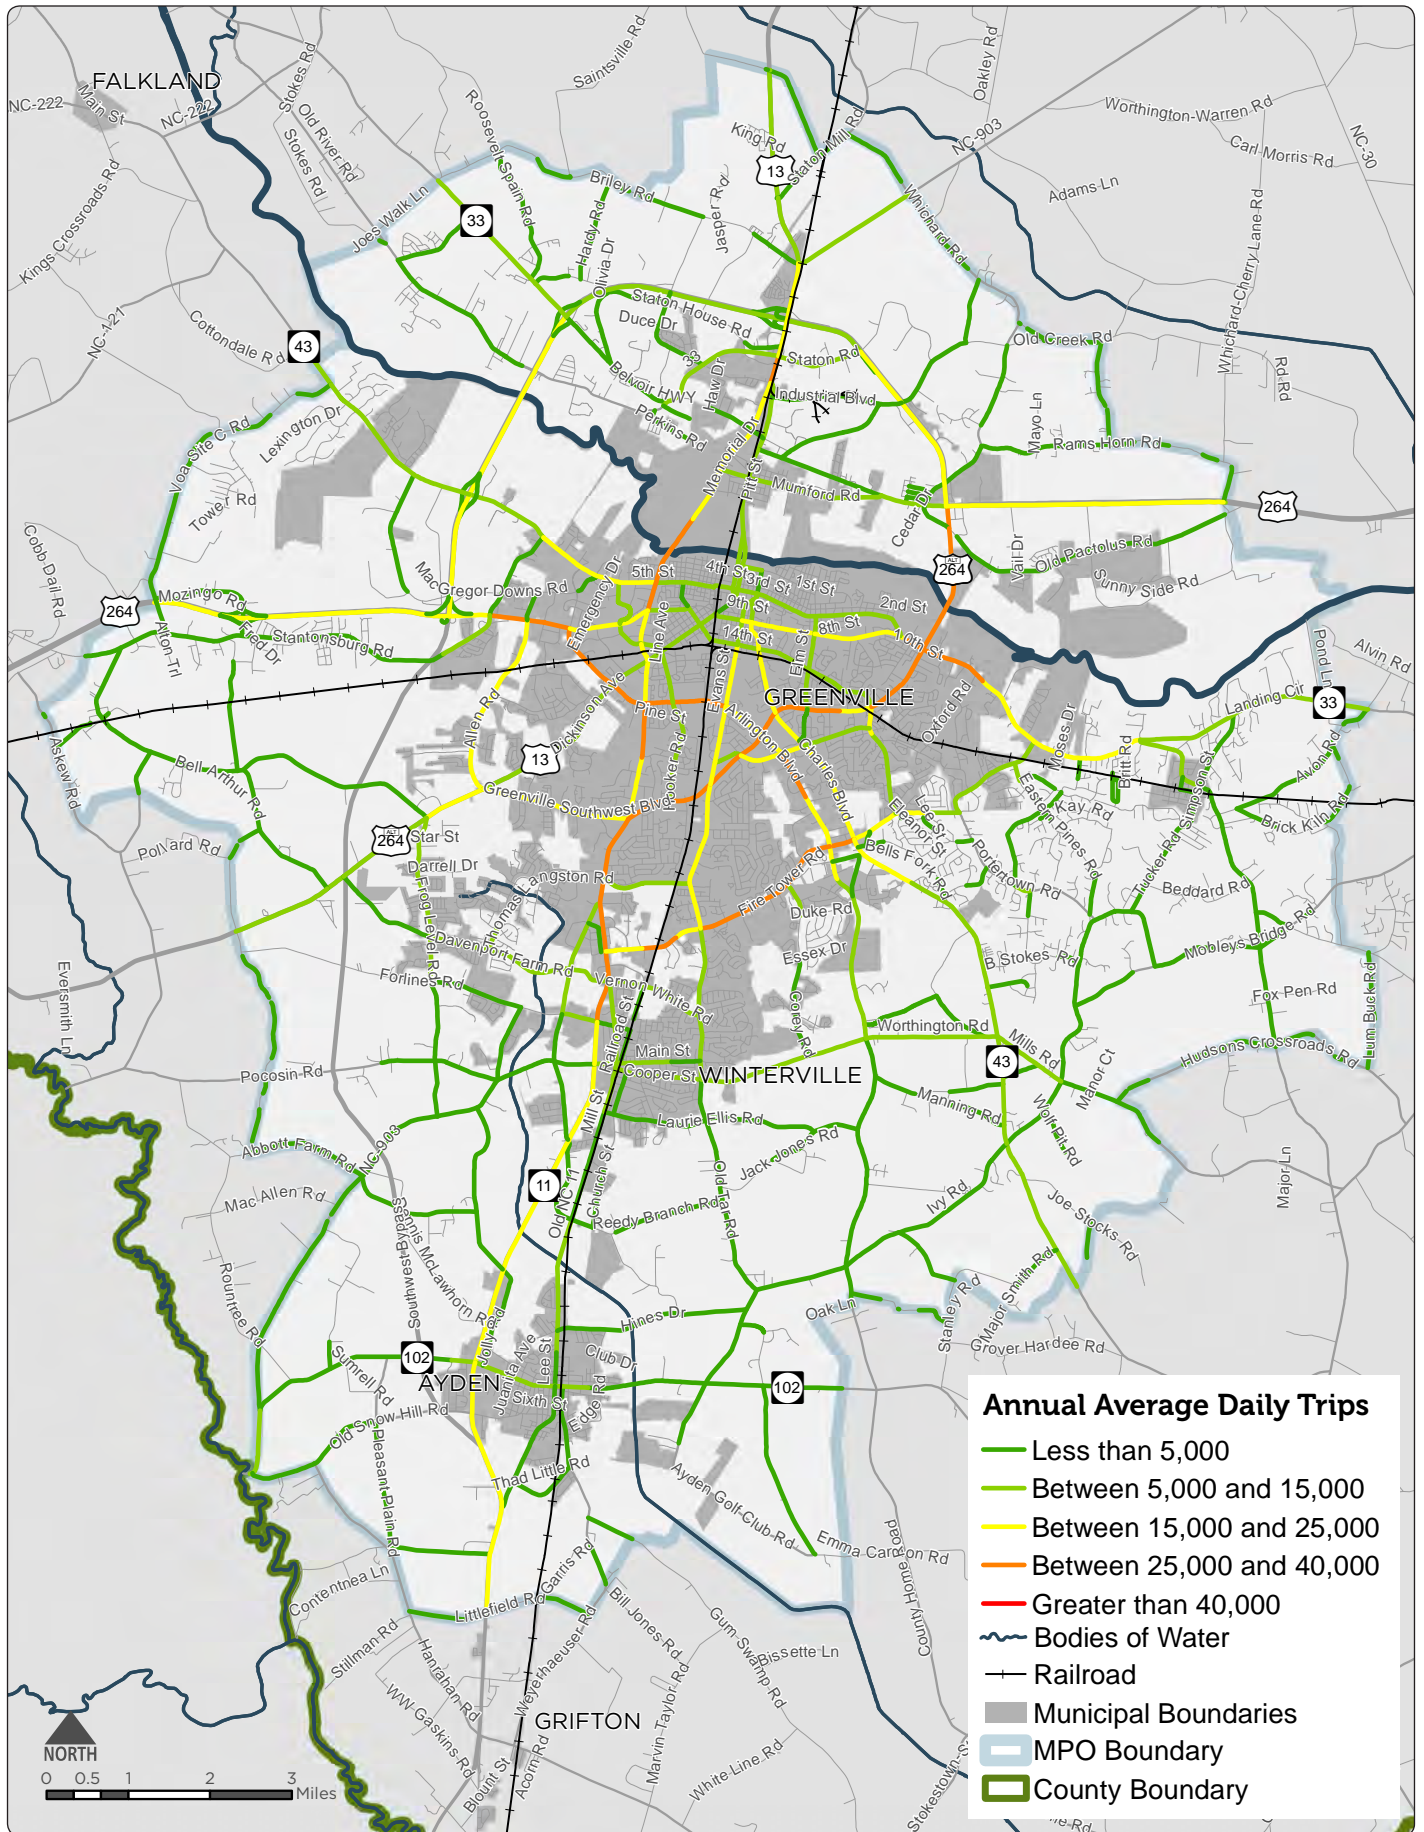 FALKLAND
NC-222
Main St
NC-222
Stokes Rd
Old River Rd
Stokes Rd
Saintsville Rd
Roosevelt Spain Rd
Oakley Rd
Worthington-Warren Rd
NC-903
Carl Morris Rd
NC-30
Adams Ln
King Rd
Staton Mill Rd
13
Briley Rd
Jasper Rd
Whichard Rd
Whichard-Cherry Lane Rd
Kings Crossroads Rd
Joes Walk Ln
33
Hardy Rd
Olivia Dr
NC-121
Cottondale Rd
43
Staton House Rd
Duce Dr
33
Staton Rd
Old Creek Rd
Rd Rd
Belvoir HWY
Haw Dr
Industrial Blvd
Perkins Rd
Memorial Dr
Mayo Ln
Rams Horn Rd
Voa Site C Rd
Lexington Dr
Tower Rd
Pitt St
Mumford Rd
Cedar Dr
264
Cobb Dail Rd
ALT
264
Vail Dr
Old Pactolus Rd
Sunny Side Rd
264
Mozingo Rd
MacGregor Downs Rd
Emergency Dr
5th St
4th St
3rd St
1st St
2nd St
9th St
8th St
10th St
14th St
Elm St
Line Ave
Alton Trl
Fred Dr
Stantonsburg Rd
Pond Ln
Alvin Rd
Landing Cir
33
Evans St
GREENVILLE
Allen Rd
Dickinson Ave
Pine St
Arlington Blvd
Charles Blvd
Oxford Rd
Moses Dr
Britt Rd
Simpson St
Avon Rd
13
Hooker Rd
Askew Rd
Bell Arthur Rd
Greenville Southwest Blvd
Lee St
Eleanor St
Eastern Pines Rd
Kay Rd
Brick Kiln Rd
ALT
264
Star St
Darrell Dr
Pollard Rd
Langston Rd
Fire Tower Rd
Bells Fork Rd
Portertown Rd
Tucker Rd
Beddard Rd
Frog Level Rd
Thomas
Duke Rd
Essex Dr
Davenport Farm Rd
Forlines Rd
Vernon White Rd
B Stokes Rd
Mobleys Bridge Rd
Fox Pen Rd
Lum Buck Rd
Eversmith Ln
Corey Rd
Worthington Rd
Mills Rd
Hudsons Crossroads Rd
Railroad St
Main St
Cooper St
WINTERVILLE
43
Manor Ct
Pocosin Rd
Mill St
Manning Rd
Wolf Pit Rd
Laurie Ellis Rd
Jack Jones Rd
Abbott Farm Rd
NC-903
Mac Allen Rd
11
Old NC 11
Church St
Reedy Branch Rd
Old Tar Rd
Ivy Rd
Joe Stocks Rd
Major Ln
Southwest Bypass
Dennis McLawhorn Rd
Rountree Rd
Stanley Rd
Major Smith Rd
Oak Ln
Grover Hardee Rd
Hines Dr
Jolly Rd
Juanita Ave
Lee St
Club Dr
102
Sumrell Rd
AYDEN
102
Sixth St
Edge Rd
Old Snow Hill Rd
Pleasant Plain Rd
Thad Little Rd
Ayden Golf Club Rd
Emma Cannon Rd
County Home Road
Contentnea Ln
Littlefield Rd
Garris Rd
Bill Jones Rd
Gum Swamp Rd
Bissette Ln
Stillman Rd
Hanrahan Rd
Weyerhaeuser Rd
WW Gaskins Rd
GRIFTON
Marvin Taylor Rd
White Line Rd
Blount St
Acorn Rd
Annual Average Daily Trips
Less than 5,000
Between 5,000 and 15,000
Between 15,000 and 25,000
Between 25,000 and 40,000
Greater than 40,000
Bodies of Water
Railroad
Municipal Boundaries
MPO Boundary
County Boundary
NORTH
0 0.5 1 2 3
Miles